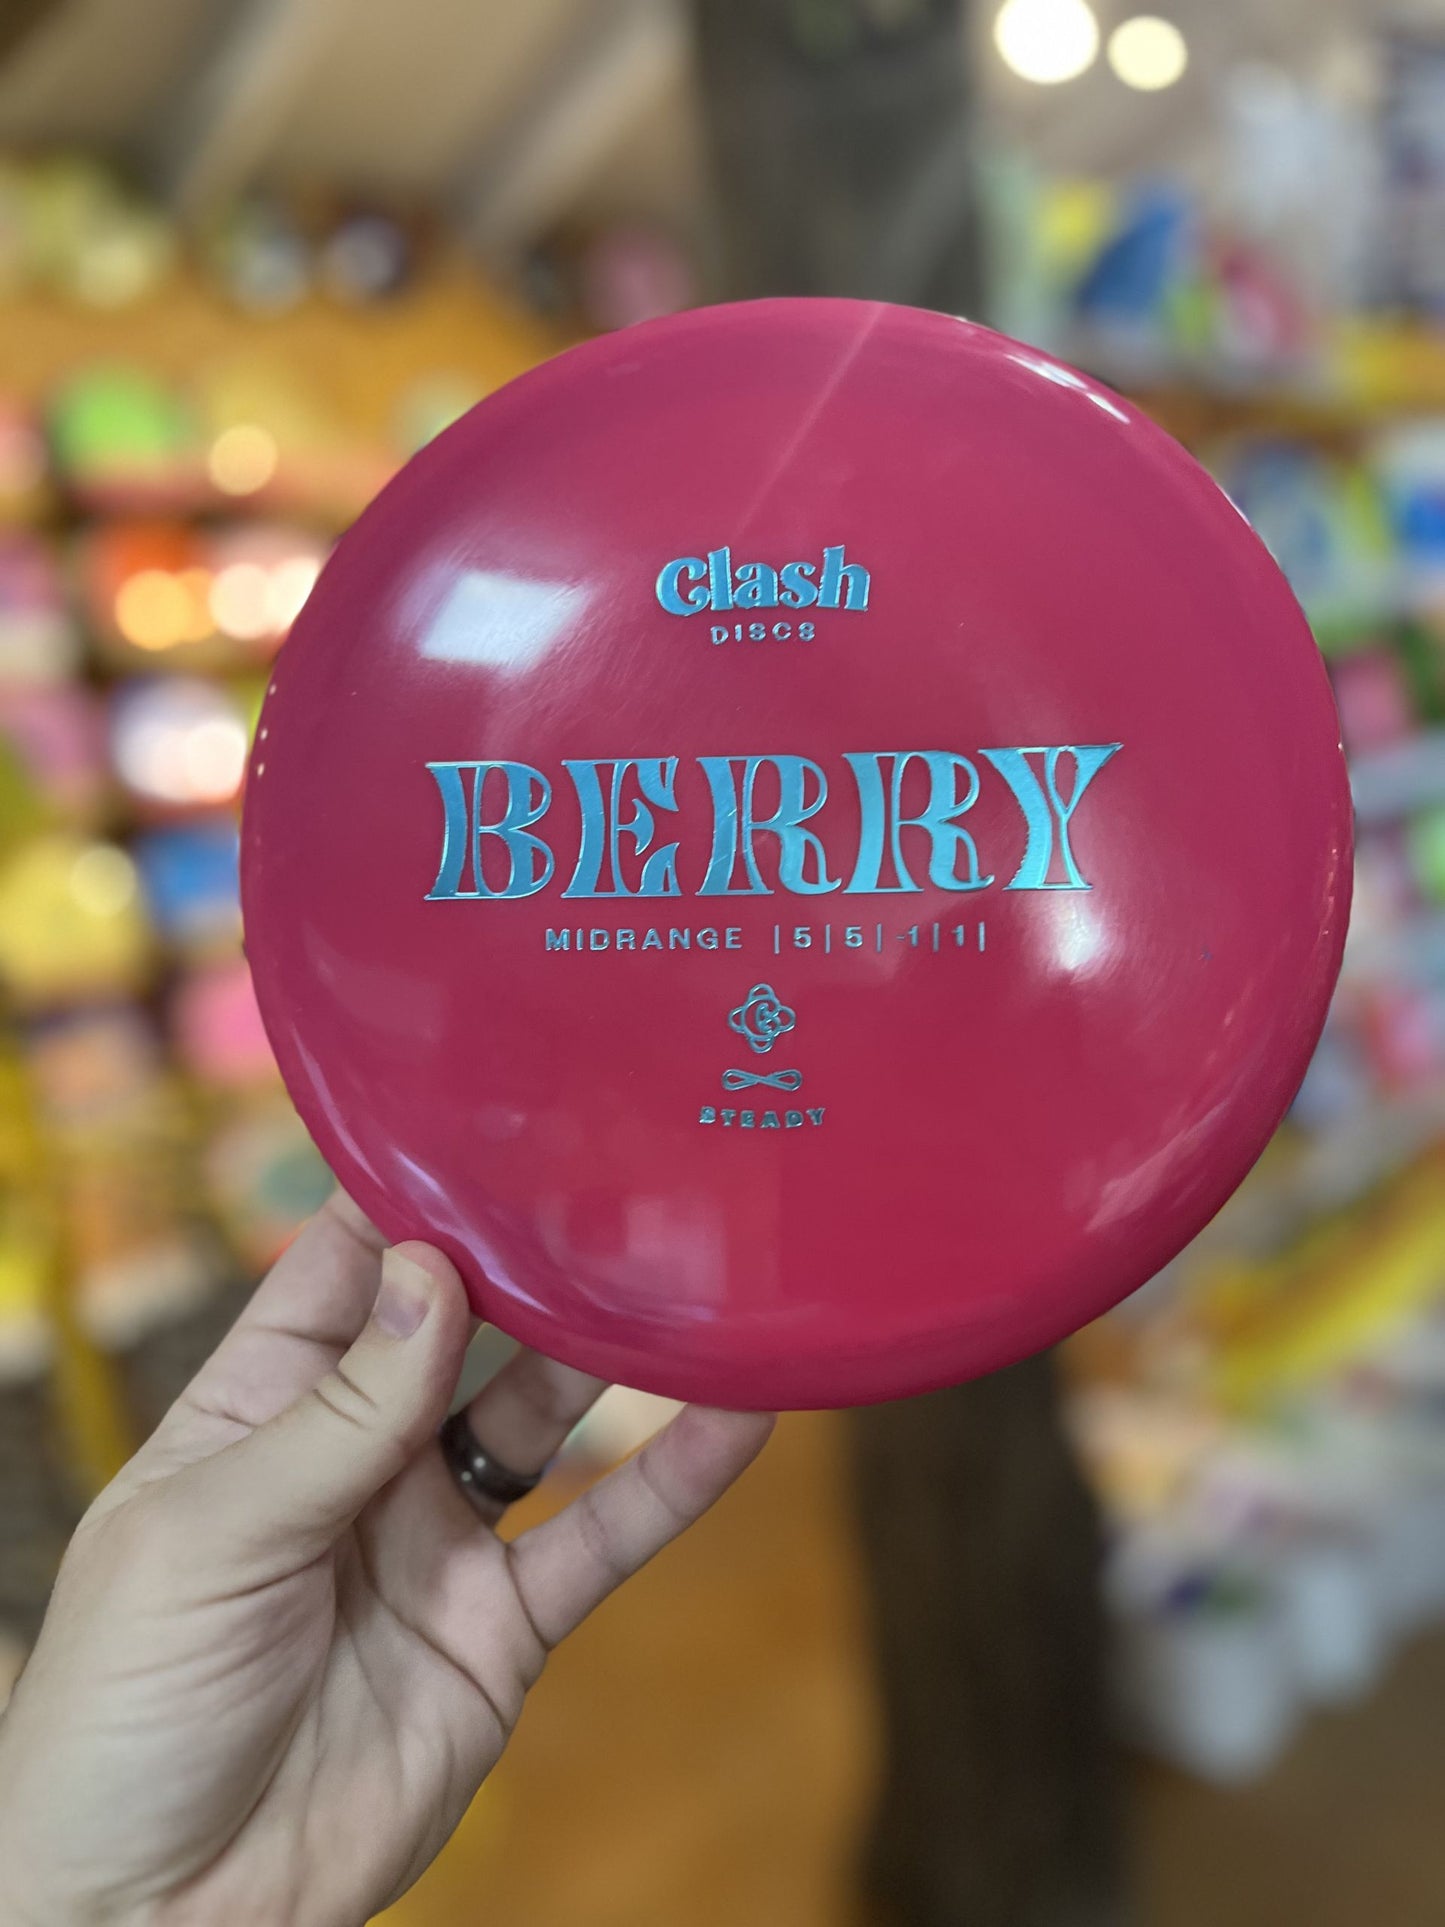 Clash
DISCS
BERRY
MIDRANGE |5|5|-1|1|
STEADY